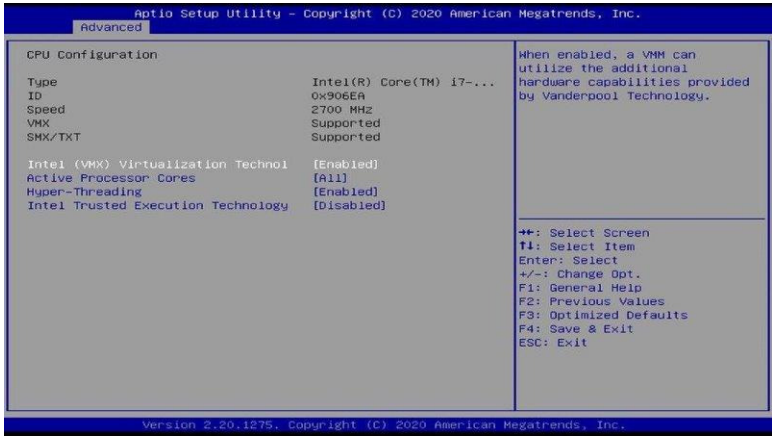 Aptio Setup Utility - Copyright (C) 2020 American Megatrends, Inc.
Advanced
CPU Configuration
Type Intel(R) Core(TM) i7-...
ID 0x906EA
Speed 2700 MHz
VMX Supported
SMX/TXT Supported
Intel (VMX) Virtualization Technol [Enabled]
Active Processor Cores [All]
Hyper-Threading [Enabled]
Intel Trusted Execution Technology [Disabled]
When enabled, a VMM can
utilize the additional
hardware capabilities provided
by Vanderpool Technology.
→←: Select Screen
↑↓: Select Item
Enter: Select
+/-: Change Opt.
F1: General Help
F2: Previous Values
F3: Optimized Defaults
F4: Save & Exit
ESC: Exit
Version 2.20.1275. Copyright (C) 2020 American Megatrends, Inc.